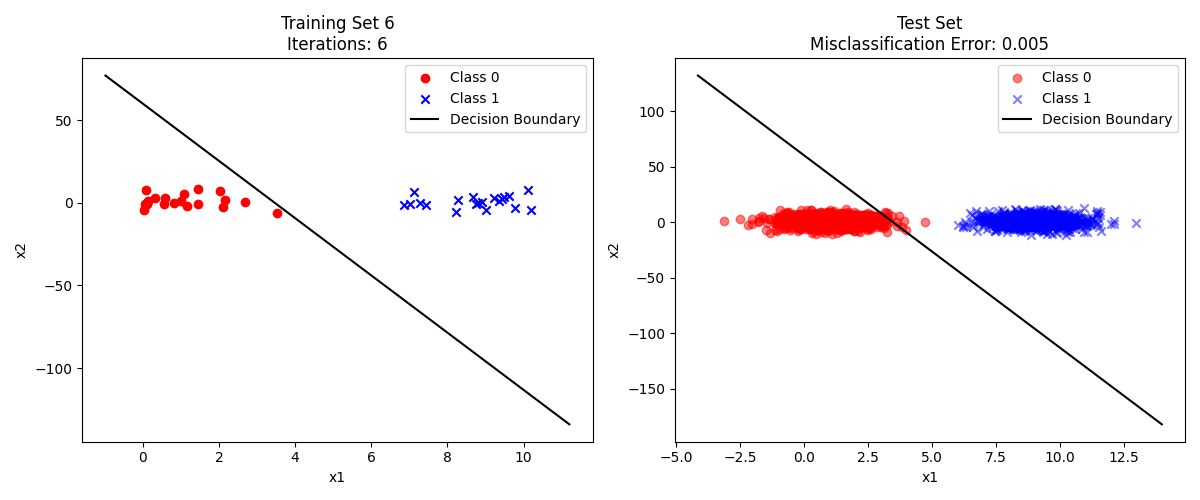 Training Set 6
Iterations: 6
Class 0
Class 1
Decision Boundary
50
0
−50
−100
x2
0
2
4
6
8
10
x1
Test Set
Misclassification Error: 0.005
Class 0
Class 1
Decision Boundary
100
50
0
−50
−100
−150
x2
−5.0
−2.5
0.0
2.5
5.0
7.5
10.0
12.5
x1